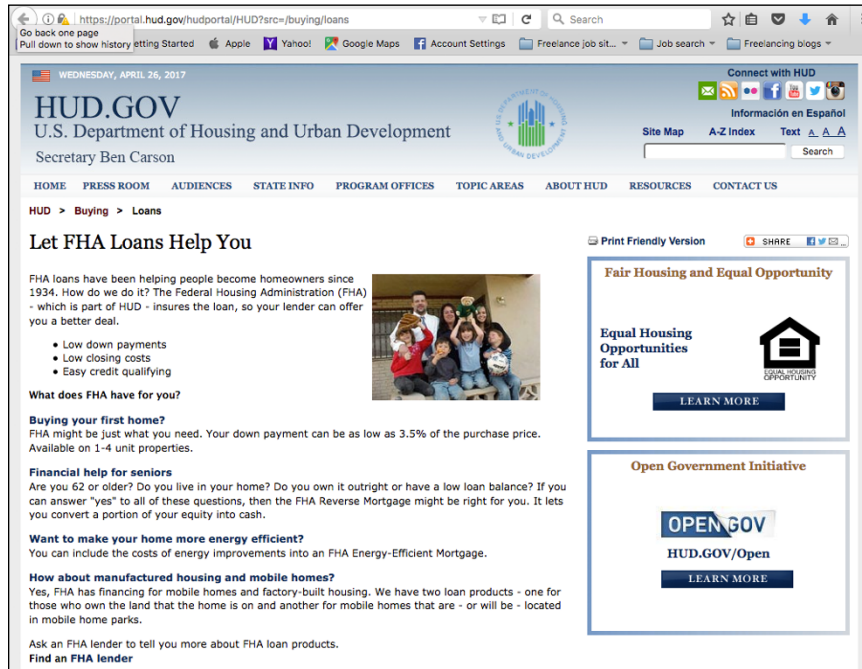 https://portal.hud.gov/hudportal/HUD?src=/buying/loans
Search
Go back one page
Pull down to show history
etting Started
Apple
Yahoo!
Google Maps
Account Settings
Freelance job sit...
Job search
Freelancing blogs
WEDNESDAY, APRIL 26, 2017
Connect with HUD
HUD.GOV
U.S. Department of Housing and Urban Development
Secretary Ben Carson
U.S. DEPARTMENT OF HOUSING AND URBAN DEVELOPMENT
Información en Español
Site Map
A-Z Index
Text A A A
Search
HOME PRESS ROOM AUDIENCES STATE INFO PROGRAM OFFICES TOPIC AREAS ABOUT HUD RESOURCES CONTACT US
HUD > Buying > Loans
Let FHA Loans Help You
Print Friendly Version
SHARE
FHA loans have been helping people become homeowners since
1934. How do we do it? The Federal Housing Administration (FHA)
- which is part of HUD - insures the loan, so your lender can offer
you a better deal.
• Low down payments
• Low closing costs
• Easy credit qualifying
What does FHA have for you?
Buying your first home?
FHA might be just what you need. Your down payment can be as low as 3.5% of the purchase price.
Available on 1-4 unit properties.
Financial help for seniors
Are you 62 or older? Do you live in your home? Do you own it outright or have a low loan balance? If you
can answer "yes" to all of these questions, then the FHA Reverse Mortgage might be right for you. It lets
you convert a portion of your equity into cash.
Want to make your home more energy efficient?
You can include the costs of energy improvements into an FHA Energy-Efficient Mortgage.
How about manufactured housing and mobile homes?
Yes, FHA has financing for mobile homes and factory-built housing. We have two loan products - one for
those who own the land that the home is on and another for mobile homes that are - or will be - located
in mobile home parks.
Ask an FHA lender to tell you more about FHA loan products.
Find an FHA lender
Fair Housing and Equal Opportunity
Equal Housing
Opportunities
for All
EQUAL HOUSING
OPPORTUNITY
LEARN MORE
Open Government Initiative
OPEN GOV
HUD.GOV/Open
LEARN MORE